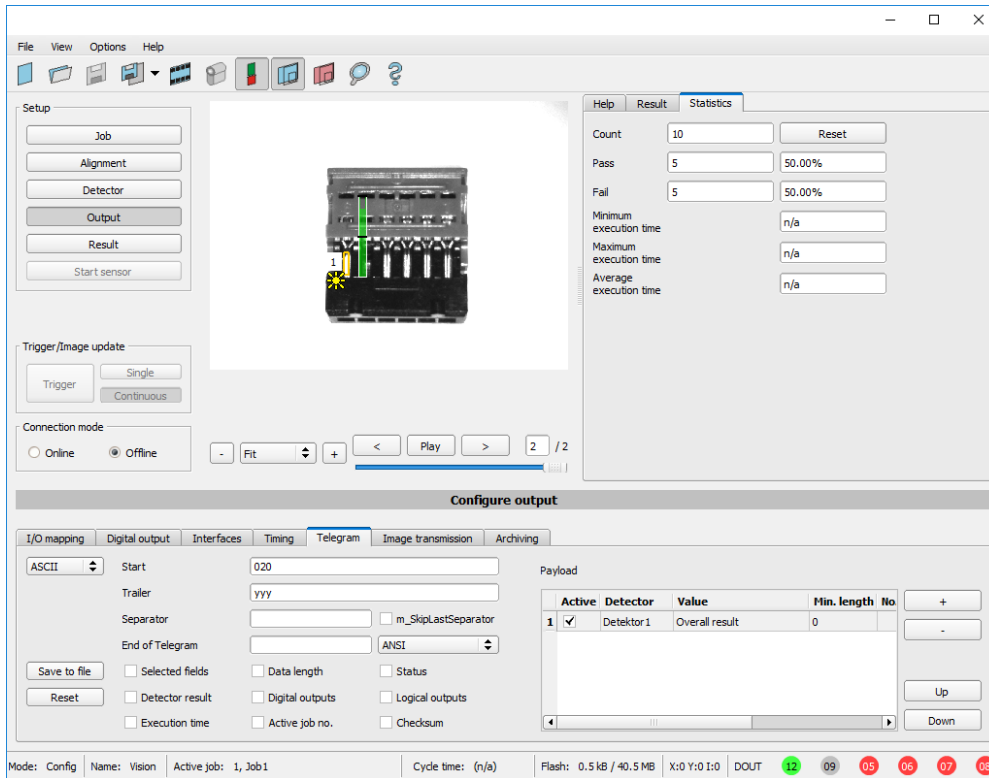 File View Options Help
Setup
Job
Alignment
Detector
Output
Result
Start sensor
Trigger/Image update
Trigger
Single
Continuous
Connection mode
Online Offline
1
- Fit + < Play > 2 / 2
Help Result Statistics
Count 10 Reset
Pass 5 50.00%
Fail 5 50.00%
Minimum
execution time n/a
Maximum
execution time n/a
Average
execution time n/a
Configure output
I/O mapping Digital output Interfaces Timing Telegram Image transmission Archiving
ASCII Start 020
Trailer yyy
Separator m_SkipLastSeparator
End of Telegram ANSI
Save to file Selected fields Data length Status
Reset Detector result Digital outputs Logical outputs
Execution time Active job no. Checksum
Payload
Active Detector Value Min. length No.
1 Detektor1 Overall result 0
+
-
Up
Down
Mode: Config Name: Vision Active job: 1, Job1 Cycle time: (n/a) Flash: 0.5 kB / 40.5 MB X:0 Y:0 I:0 DOUT 12 09 05 06 07 08